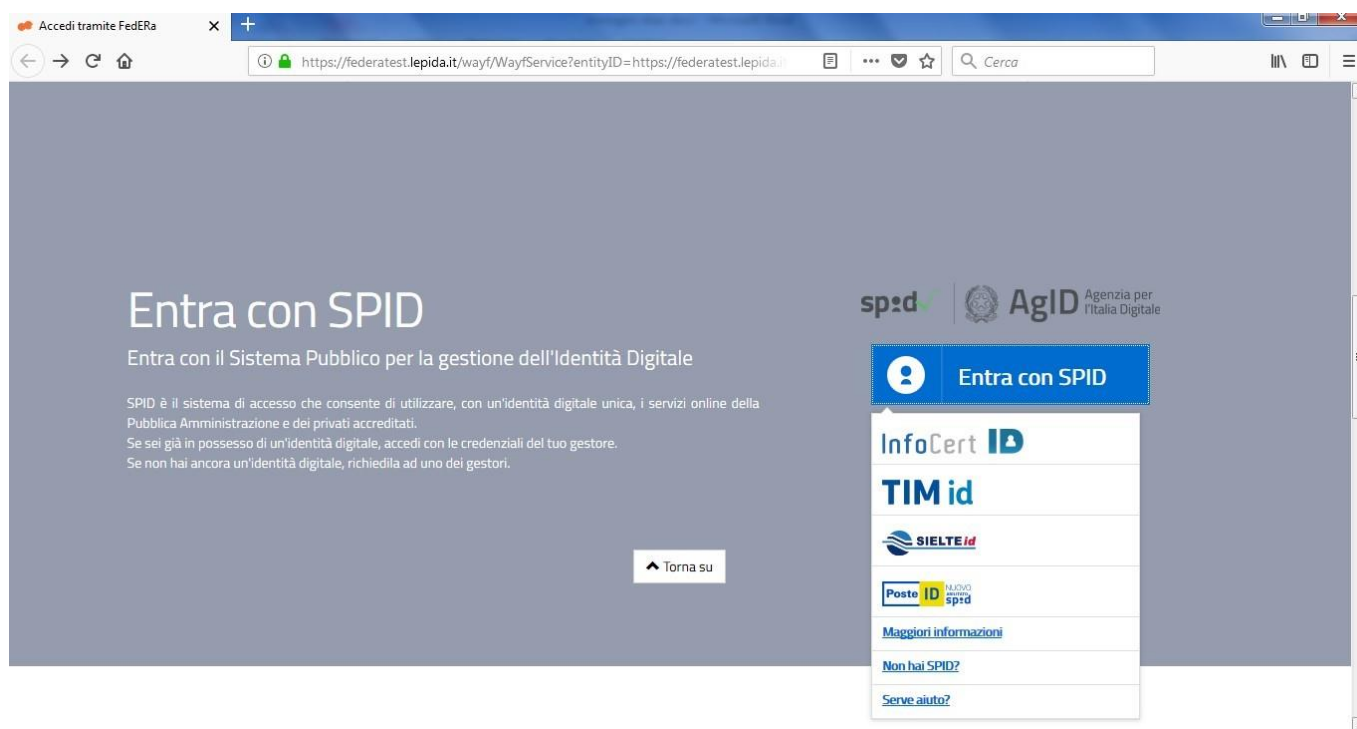 Accedi tramite FedERa
https://federatest.lepida.it/wayf/WayfService?entityID=https://federatest.lepida.
Cerca
Entra con SPID
Entra con il Sistema Pubblico per la gestione dell'Identità Digitale
SPID è il sistema di accesso che consente di utilizzare, con un'identità digitale unica, i servizi online della
Pubblica Amministrazione e dei privati accreditati.
Se sei già in possesso di un'identità digitale, accedi con le credenziali del tuo gestore.
Se non hai ancora un'identità digitale, richiedila ad uno dei gestori.
Torna su
sp:d
AgID Agenzia per
l'Italia Digitale
Entra con SPID
InfoCert ID
TIM id
SIELTE id
Poste ID NUOVO
sp:d
Maggiori informazioni
Non hai SPID?
Serve aiuto?